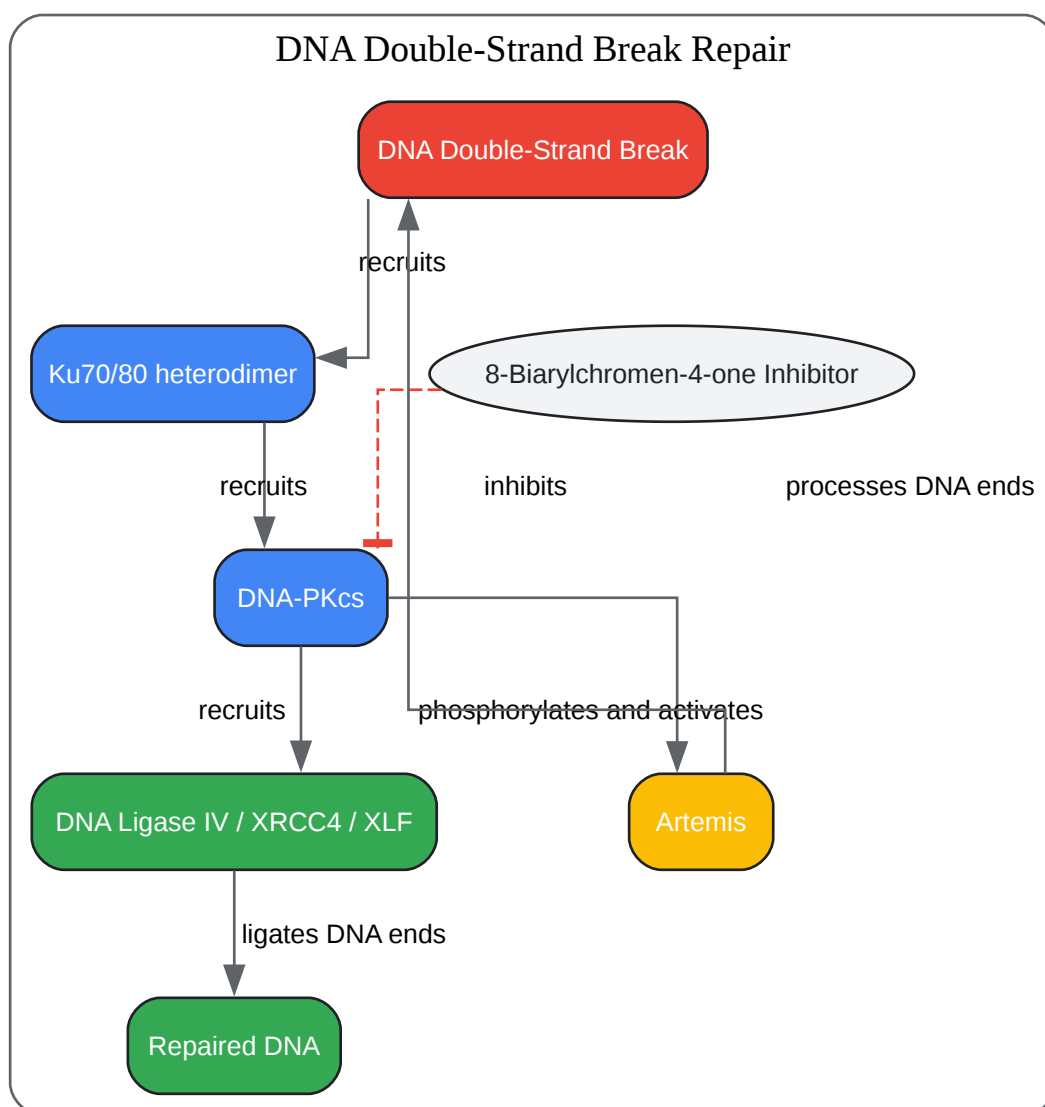 DNA Double-Strand Break Repair
DNA Double-Strand Break
recruits
Ku70/80 heterodimer
8-Biarylchromen-4-one Inhibitor
recruits
inhibits
processes DNA ends
DNA-PKcs
recruits
phosphorylates and activates
DNA Ligase IV / XRCC4 / XLF
Artemis
ligates DNA ends
Repaired DNA